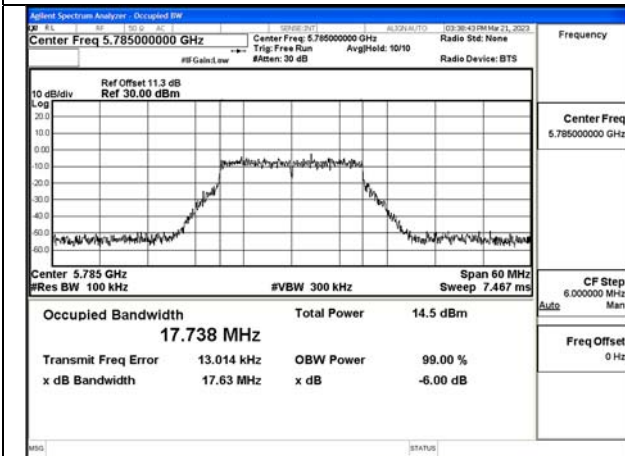 Agilent Spectrum Analyzer - Occupied BW
RL RF 50 Ω AC SENSE:INT ALIGN AUTO 03:38:43 PM Mar 21, 2023
Center Freq 5.785000000 GHz
Center Freq: 5.785000000 GHz
Radio Std: None
Trig: Free Run Avg|Hold: 10/10
#IFGain:Low #Atten: 30 dB Radio Device: BTS
Frequency
Ref Offset 11.3 dB
10 dB/div Ref 30.00 dBm
Log
20.0
10.0
0.00
-10.0
-20.0
-30.0
-40.0
-50.0
-60.0
Center Freq
5.785000000 GHz
Center 5.785 GHz Span 60 MHz
#Res BW 100 kHz #VBW 300 kHz Sweep 7.467 ms
CF Step
6.000000 MHz
Auto Man
Occupied Bandwidth Total Power 14.5 dBm
17.738 MHz
Transmit Freq Error 13.014 kHz OBW Power 99.00 %
x dB Bandwidth 17.63 MHz x dB -6.00 dB
Freq Offset
0 Hz
MSG STATUS